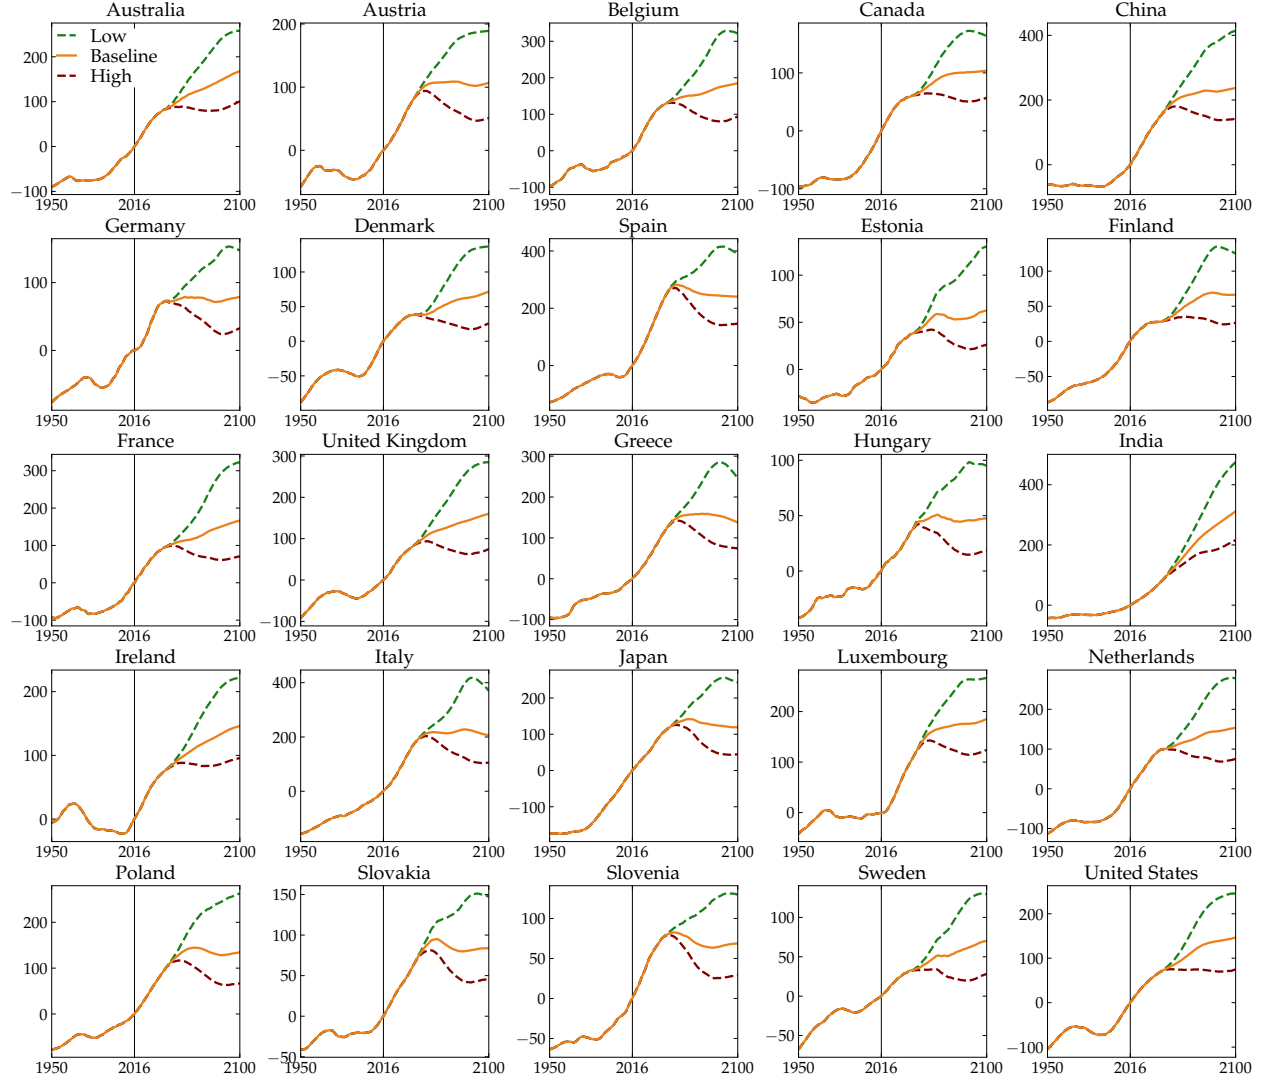 Australia Austria Belgium Canada China
Low
Baseline
High
200
100
0
−100
1950 2016 2100
200
100
0
1950 2016 2100
300
200
100
0
−100
1950 2016 2100
100
0
−100
1950 2016 2100
400
200
0
1950 2016 2100
Germany Denmark Spain Estonia Finland
100
0
1950 2016 2100
100
50
0
−50
1950 2016 2100
400
200
0
1950 2016 2100
100
50
0
1950 2016 2100
100
50
0
−50
1950 2016 2100
France United Kingdom Greece Hungary India
300
200
100
0
−100
1950 2016 2100
300
200
100
0
−100
1950 2016 2100
300
200
100
0
−100
1950 2016 2100
100
50
0
1950 2016 2100
400
200
0
1950 2016 2100
Ireland Italy Japan Luxembourg Netherlands
200
100
0
1950 2016 2100
400
200
0
1950 2016 2100
200
100
0
−100
1950 2016 2100
200
100
0
1950 2016 2100
200
100
0
−100
1950 2016 2100
Poland Slovakia Slovenia Sweden United States
200
100
0
1950 2016 2100
150
100
50
0
−50
1950 2016 2100
100
50
0
−50
1950 2016 2100
100
50
0
−50
1950 2016 2100
200
100
0
−100
1950 2016 2100